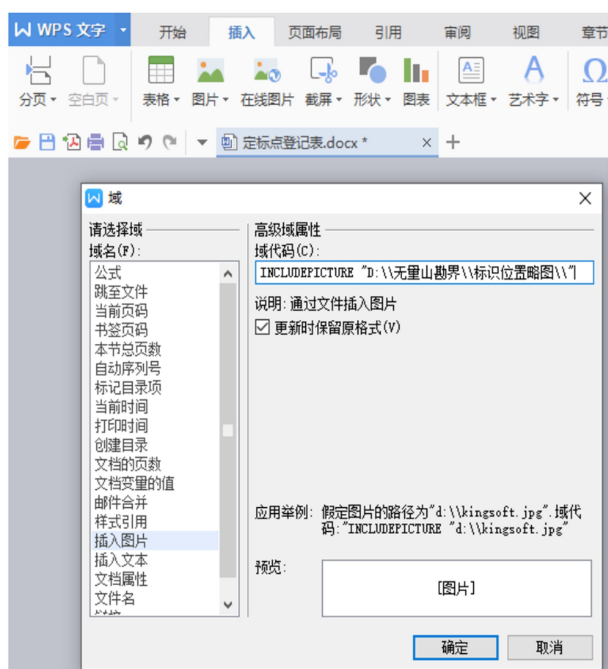 WPS 文字
开始 插入 页面布局 引用 审阅 视图 章节
分页 空白页 表格 图片 在线图片 截屏 形状 图表 文本框 艺术字 符号
定标点登记表.docx *
域
请选择域
域名(F):
公式
跳至文件
当前页码
书签页码
本节总页数
自动序列号
标记目录项
当前时间
打印时间
创建目录
文档的页数
文档变量的值
邮件合并
样式引用
插入图片
插入文本
文档属性
文件名
高级域属性
域代码(C):
INCLUDEPICTURE "D:\\无量山勘界\\标识位置略图\\"
说明:通过文件插入图片
更新时保留原格式(V)
应用举例: 假定图片的路径为"d:\\kingsoft.jpg".域代
码:"INCLUDEPICTURE "d:\\kingsoft.jpg"
预览:
[图片]
确定 取消